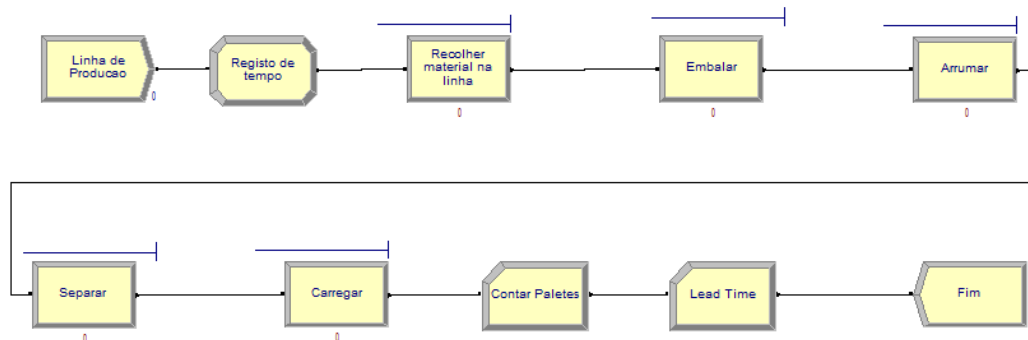 Linha de
Producao
0
Registo de
tempo
Recolher
material na
linha
0
Embalar
0
Arrumar
0
Separar
0
Carregar
0
Contar Paletes
Lead Time
Fim